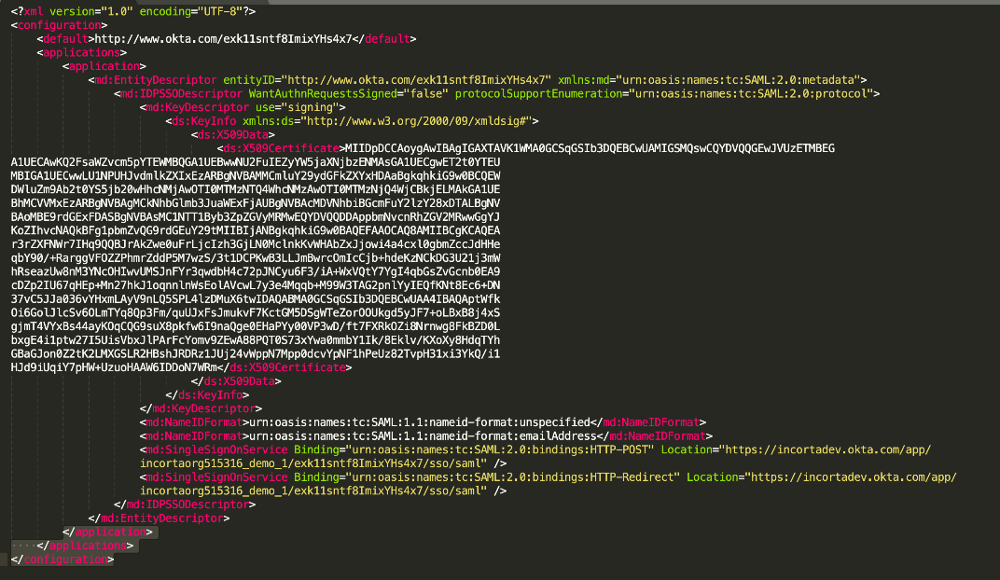 <?xml version="1.0" encoding="UTF-8"?>
<configuration>
<default>http://www.okta.com/exk11sntf8ImixYHs4x7</default>
<applications>
<application>
<md:EntityDescriptor entityID="http://www.okta.com/exk11sntf8ImixYHs4x7" xmlns:md="urn:oasis:names:tc:SAML:2.0:metadata">
<md:IDPSSODescriptor WantAuthnRequestsSigned="false" protocolSupportEnumeration="urn:oasis:names:tc:SAML:2.0:protocol">
<md:KeyDescriptor use="signing">
<ds:KeyInfo xmlns:ds="http://www.w3.org/2000/09/xmldsig#">
<ds:X509Data>
<ds:X509Certificate>MIIDpDCCAoygAwIBAgIGAXTAVK1WMA0GCSqGSIb3DQEBCwUAMIGSMQswCQYDVQQGEwJVUzETMBEG
A1UECAwKQ2FsaWZvcm5pYTEWMBQGA1UEBwwNU2FuIEZyYW5jaXNjbzENMAsGA1UECgwET2t0YTEU
MBIGA1UECwwLU1NPUHJvdmlkZXIxEzARBgNVBAMMCmluY29ydGFkZXYxHDAaBgkqhkiG9w0BCQEW
DWluZm9Ab2t0YS5jb20wHhcNMjAwOTI0MTMzNTQ4WhcNMzAwOTI0MTMzNjQ4WjCBkjELMAkGA1UE
BhMCVVMxEzARBgNVBAgMCkNhbGlmb3JuaWExFjAUBgNVBAcMDVNhbiBGcmFuY2lzY28xDTALBgNV
BAoMBE9rdGExFDASBgNVBAsMC1NTT1Byb3ZpZGVyMRMwEQYDVQQDDAppbmNvcnRhZGV2MRwwGgYJ
KoZIhvcNAQkBFg1pbmZvQG9rdGEuY29tMIIBIjANBgkqhkiG9w0BAQEFAAOCAQ8AMIIBCgKCAQEA
r3rZXFNWr7IHq9QQBJrAkZwe0uFrLjcIzh3GjLN0MclnkKvWHAbZxJjowi4a4cxl0gbmZccJdHHe
qbY90/+RarggVFOZZPhmrZddP5M7wzS/3t1DCPKwB3LLJmBwrcOmIcCjb+hdeKzNCkDG3U21j3mW
hRseazUw8nM3YNcOHIwvUMSJnFYr3qwdbH4c72pJNCyu6F3/iA+WxVQtY7YgI4qbGsZvGcnb0EA9
cDZp2IU67qHEp+Mn27hkJ1oqnnlnWsEolAVcwL7y3e4Mqqb+M99W3TAG2pnlYyIEQfKNt8Ec6+DN
37vC5JJa036vYHxmLAyV9nLQ5SPL4lzDMuX6twIDAQABMA0GCSqGSIb3DQEBCwUAA4IBAQAptWfk
Oi6GolJlcSv6OLmTYq8Qp3Fm/quUJxFsJmukvF7KctGM5DSgWTeZorOOUkgd5yJF7+oLBxB8j4xS
gjmT4VYxBs44ayKOqCQG9suX8pkfw6I9naQge0EHaPYy00VP3wD/ft7FXRkOZi8Nrnwg8FkBZD0L
bxgE4i1ptw27I5UisVbxJlPArFcYomv9ZEwA88PQT0S73xYwa0mmbY1Ik/8Eklv/KXoXy8HdqTYh
GBaGJon0Z2tK2LMXGSLR2HBshJRDRz1JUj24vWppN7Mpp0dcvYpNF1hPeUz82TvpH31xi3YkQ/i1
HJd9iUqiY7pHW+UzuoHAAW6IDDoN7WRm</ds:X509Certificate>
</ds:X509Data>
</ds:KeyInfo>
</md:KeyDescriptor>
<md:NameIDFormat>urn:oasis:names:tc:SAML:1.1:nameid-format:unspecified</md:NameIDFormat>
<md:NameIDFormat>urn:oasis:names:tc:SAML:1.1:nameid-format:emailAddress</md:NameIDFormat>
<md:SingleSignOnService Binding="urn:oasis:names:tc:SAML:2.0:bindings:HTTP-POST" Location="https://incortadev.okta.com/app/
incortaorg515316_demo_1/exk11sntf8ImixYHs4x7/sso/saml" />
<md:SingleSignOnService Binding="urn:oasis:names:tc:SAML:2.0:bindings:HTTP-Redirect" Location="https://incortadev.okta.com/app/
incortaorg515316_demo_1/exk11sntf8ImixYHs4x7/sso/saml" />
</md:IDPSSODescriptor>
</md:EntityDescriptor>
</application>
</applications>
</configuration>